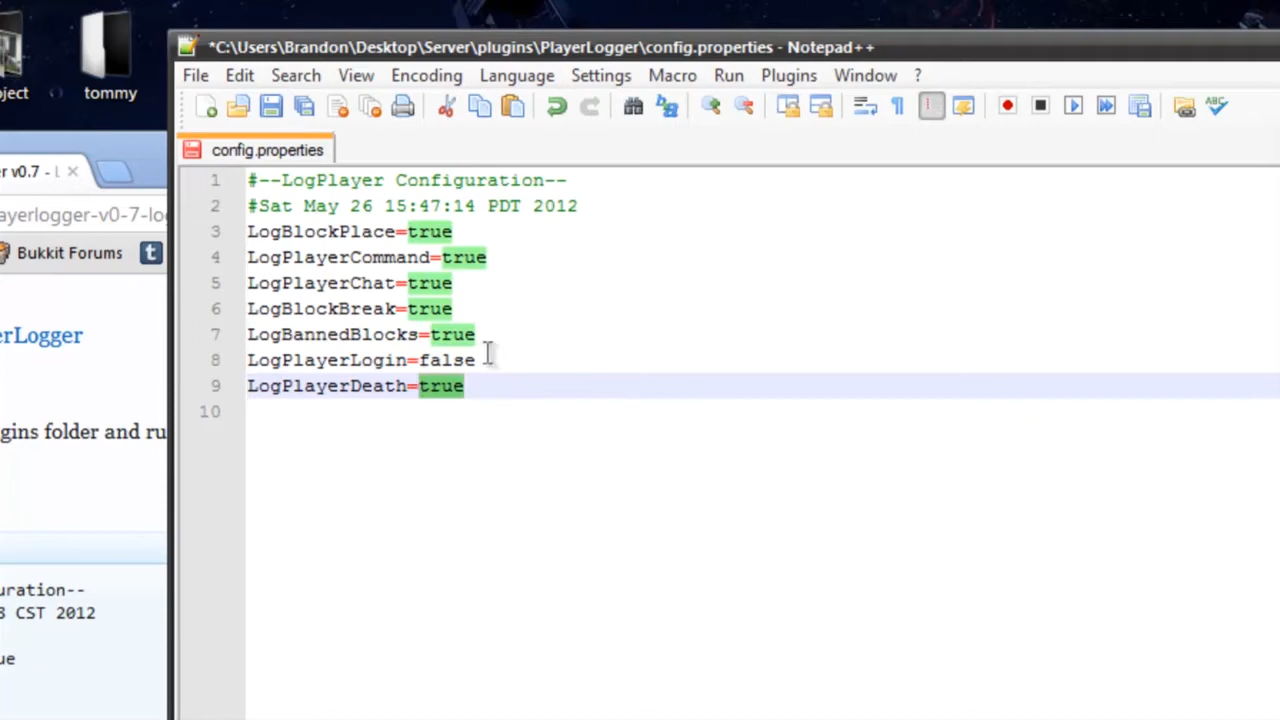 oject
tommy
*C:\Users\Brandon\Desktop\Server\plugins\PlayerLogger\config.properties - Notepad++
File Edit Search View Encoding Language Settings Macro Run Plugins Window ?
config.properties
1 #--LogPlayer Configuration--
2 #Sat May 26 15:47:14 PDT 2012
3 LogBlockPlace=true
4 LogPlayerCommand=true
5 LogPlayerChat=true
6 LogBlockBreak=true
7 LogBannedBlocks=true
8 LogPlayerLogin=false
9 LogPlayerDeath=true
10
er v0.7 - L
ayerlogger-v0-7-lo
Bukkit Forums t
erLogger
gins folder and ru
uration--
CST 2012
ue